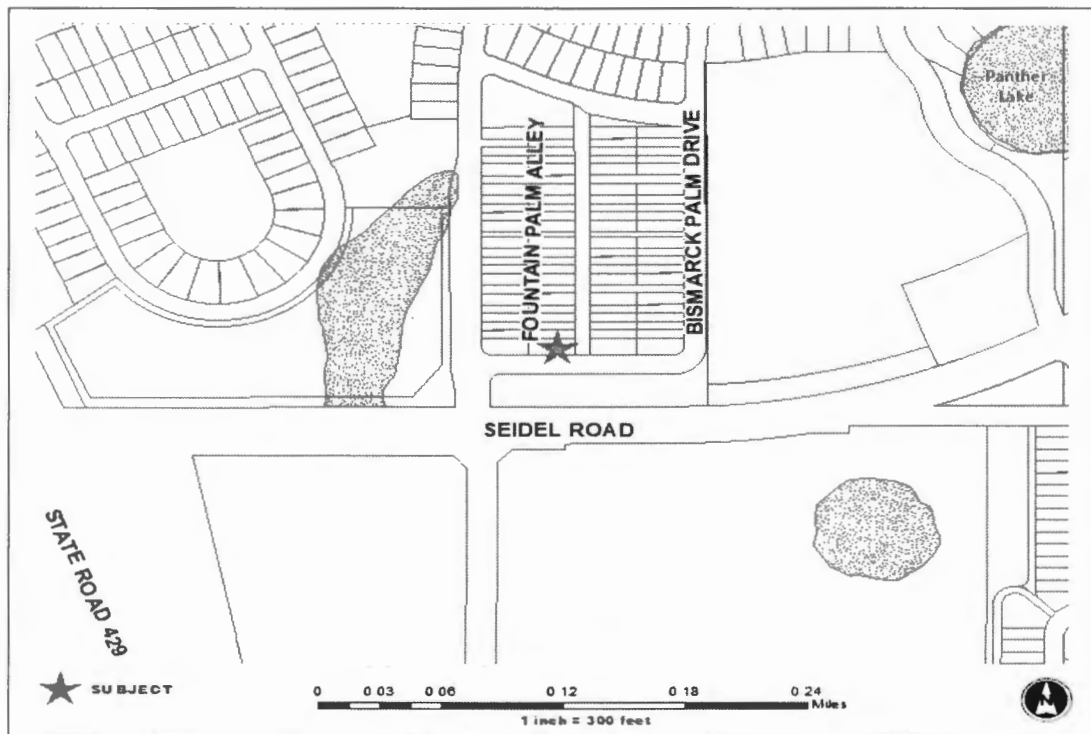 Panther
Lake
FOUNTAIN PALM ALLEY
BISMARCK PALM DRIVE
SEIDEL ROAD
STATE ROAD 429
SUBJECT
0 0 03 0 06 0 12 0 18 0 24
Miles
1 inch = 300 feet
N